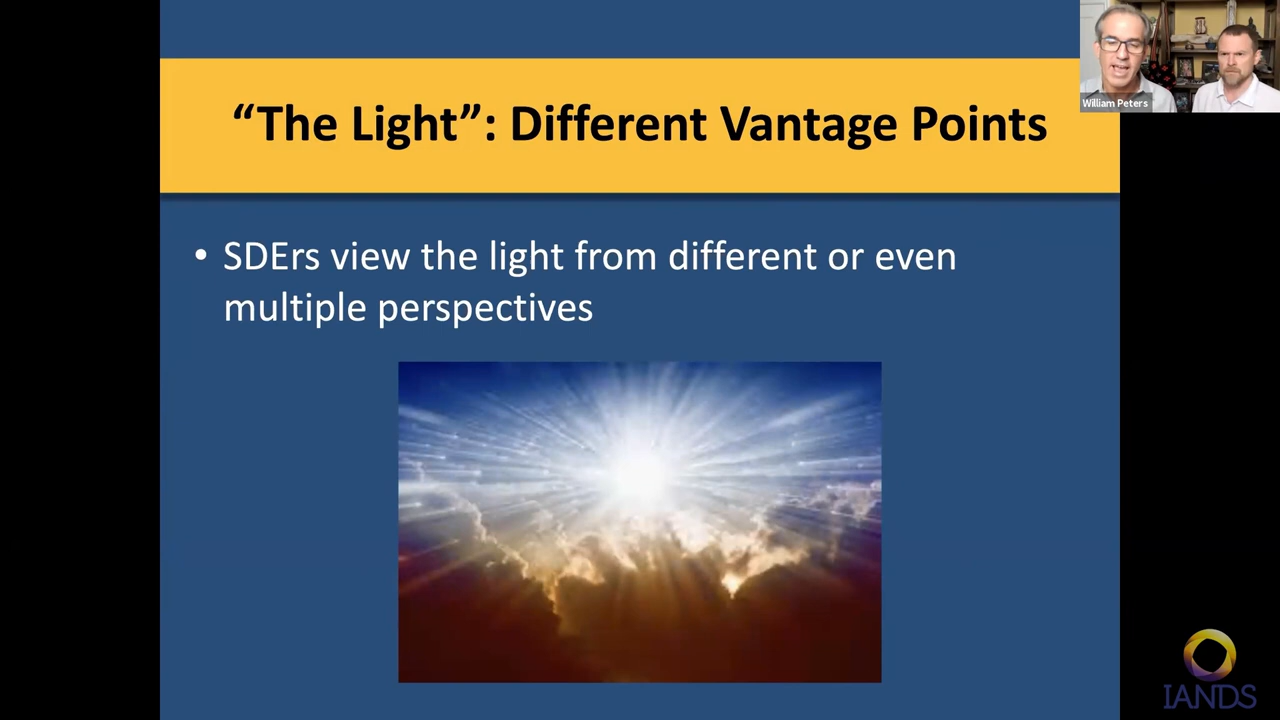 William Peters
“The Light”: Different Vantage Points
• SDErs view the light from different or even
multiple perspectives
IANDS